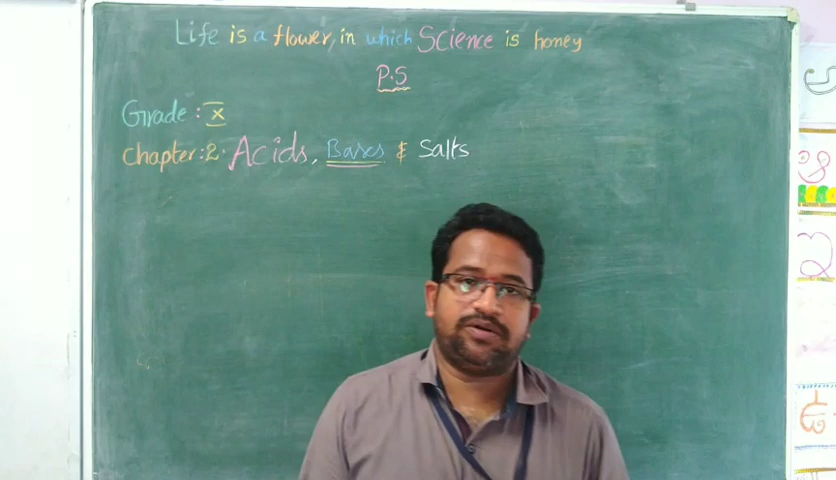 Life is a flower, in which Science is honey
P.S
Grade : X
Chapter:2. Acids, Bases & Salts